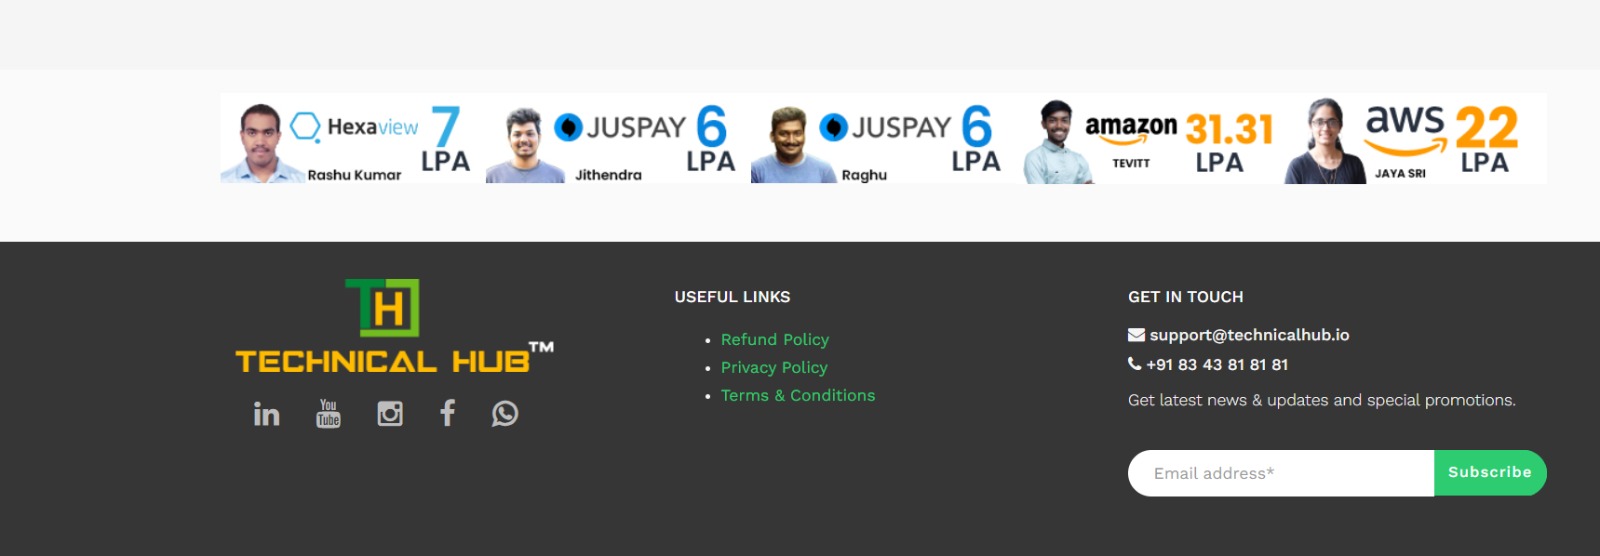 Hexaview 7 LPA
Rashu Kumar
JUSPAY 6 LPA
Jithendra
JUSPAY 6 LPA
Raghu
amazon 31.31 LPA
TEVITT
aws 22 LPA
JAYA SRI
TH
TECHNICAL HUB™
in You Tube f
USEFUL LINKS
Refund Policy
Privacy Policy
Terms & Conditions
GET IN TOUCH
support@technicalhub.io
+91 83 43 81 81 81
Get latest news & updates and special promotions.
Email address*
Subscribe